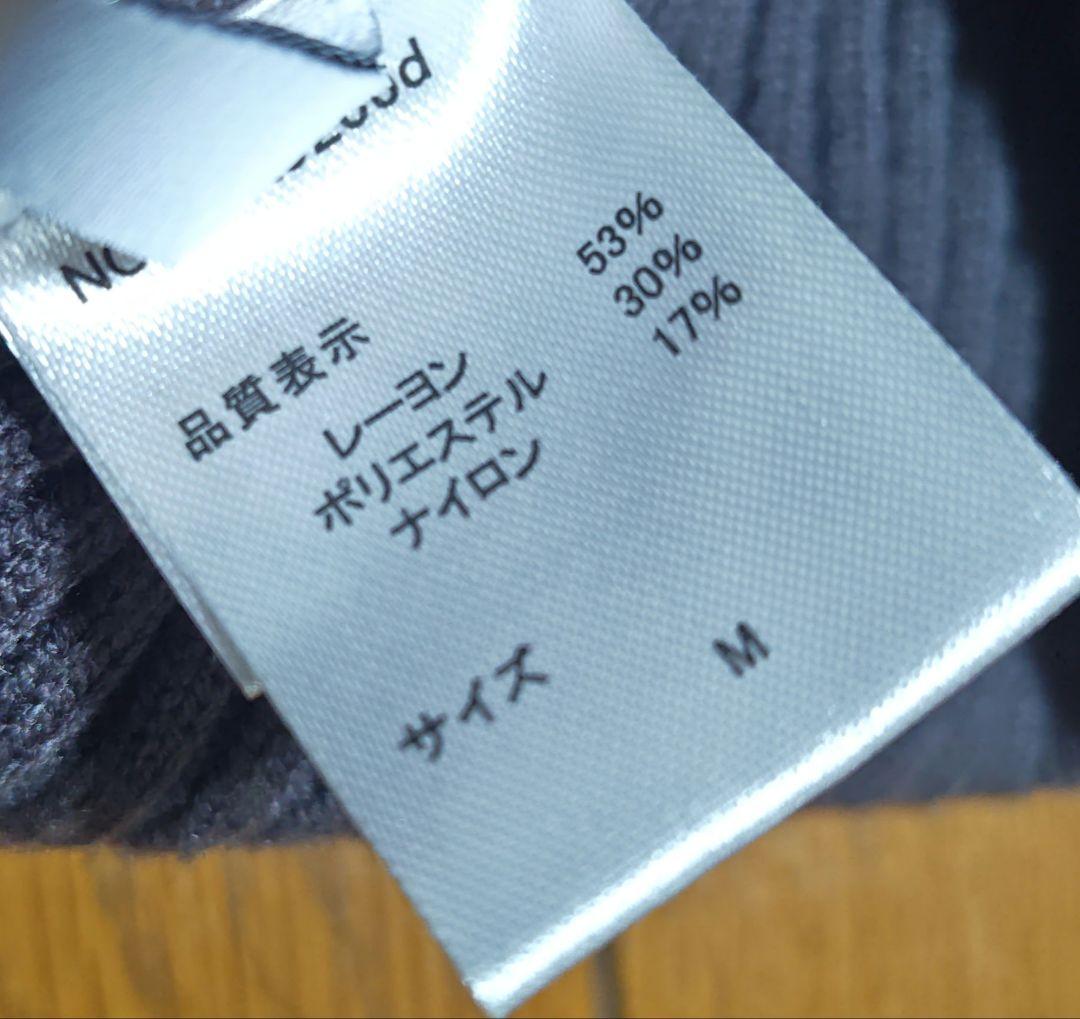 品質表示
レーヨン 53%
ポリエステル 30%
ナイロン 17%
サイズ M